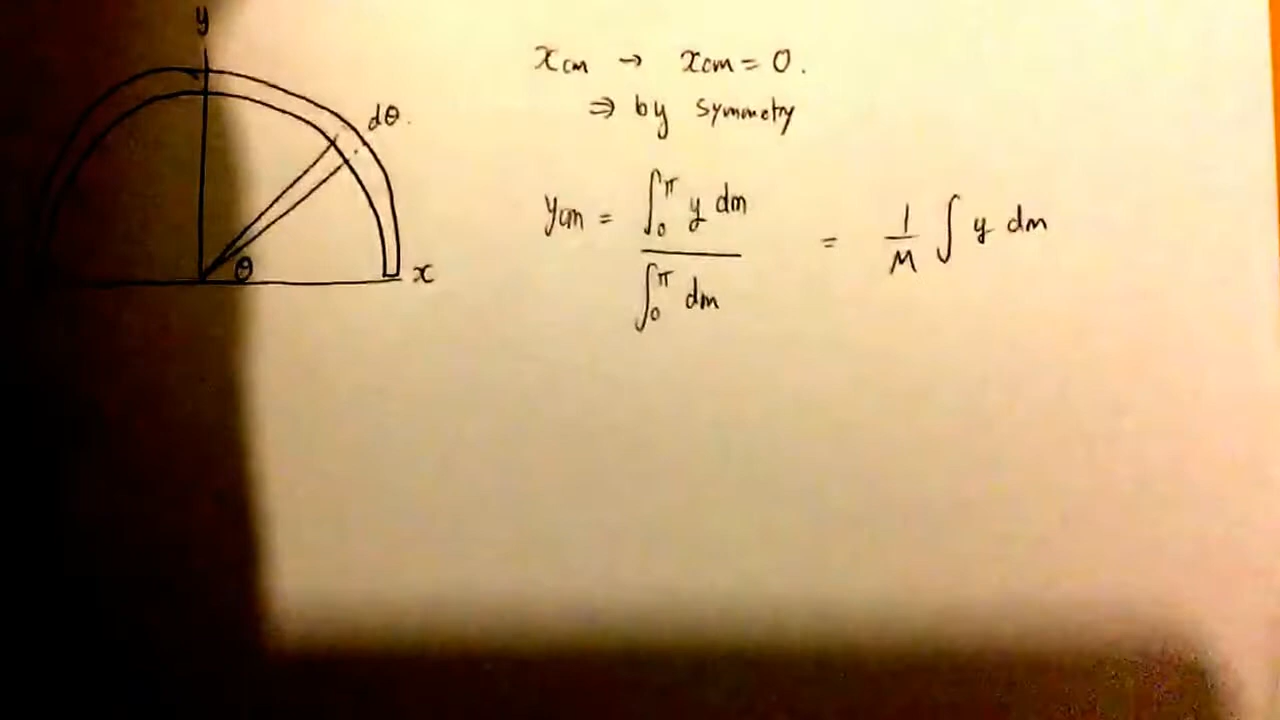 y
dθ.
θ
x
xcm → xcm = 0.
⇒ by symmetry
ycm = ∫₀^π y dm / ∫₀^π dm = 1/M ∫ y dm